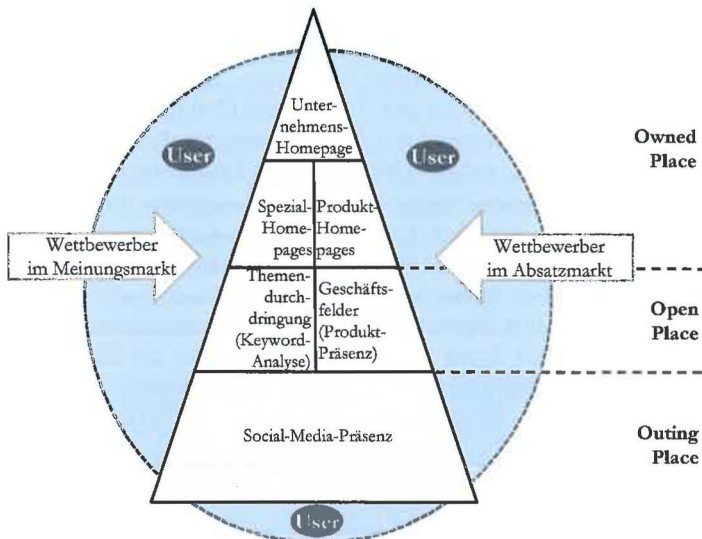 Unter-
nehmens-
Homepage
User
User
Owned
Place
Spezial-
Home-
pages
Produkt-
Home-
pages
Wettbewerber
im Meinungsmarkt
Wettbewerber
im Absatzmarkt
Themen-
durch-
dringung
(Keyword-
Analyse)
Geschäfts-
felder
(Produkt-
Präsenz)
Open
Place
Social-Media-Präsenz
Outing
Place
User